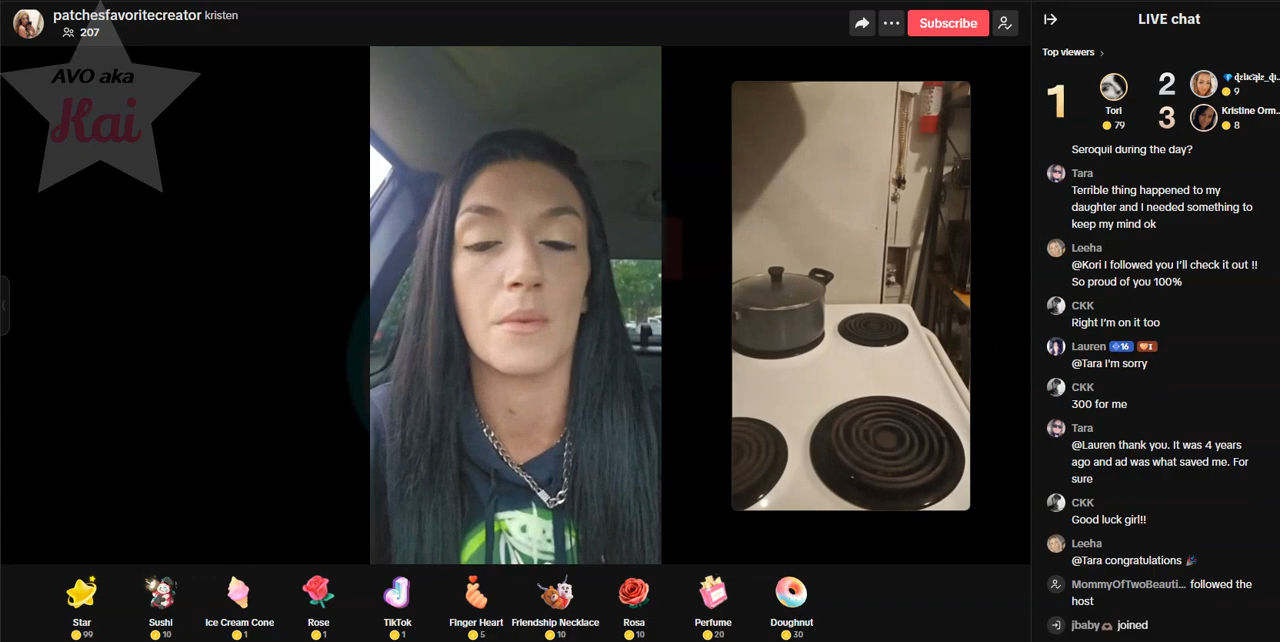 patchesfavoritecreator kristen
207
Subscribe
AVO aka
Kai
LIVE chat
Top viewers
1
Tori
79
2
9
3
Kristine Orm...
8
Seroquil during the day?
Tara
Terrible thing happened to my
daughter and I needed something to
keep my mind ok
Leeha
@Kori I followed you I'll check it out !!
So proud of you 100%
CKK
Right I'm on it too
Lauren 16 I
@Tara I'm sorry
CKK
300 for me
Tara
@Lauren thank you. It was 4 years
ago and ad was what saved me. For
sure
CKK
Good luck girl!!
Leeha
@Tara congratulations
MommyOfTwoBeauti... followed the
host
jbaby joined
Star
99
Sushi
10
Ice Cream Cone
1
Rose
1
TikTok
1
Finger Heart
5
Friendship Necklace
10
Rosa
10
Perfume
20
Doughnut
30